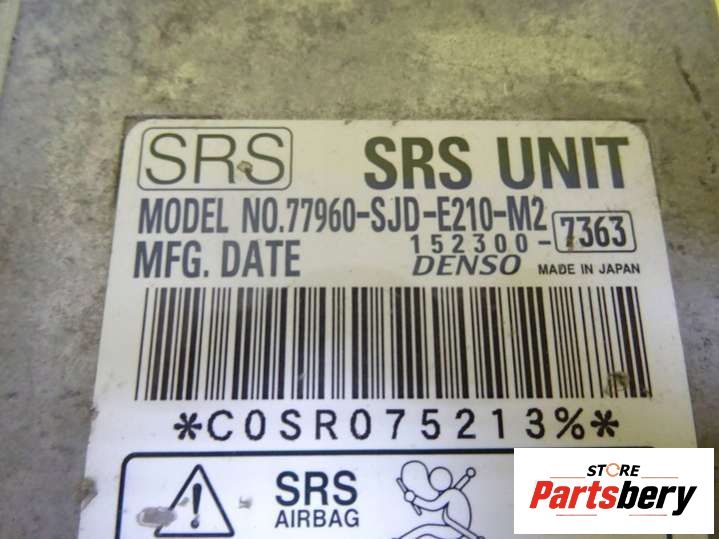 SRS SRS UNIT
MODEL NO.77960-SJD-E210-M2
152300-7363
MFG. DATE DENSO MADE IN JAPAN
*C0SR075213%*
SRS
AIRBAG
STORE
Partsbery